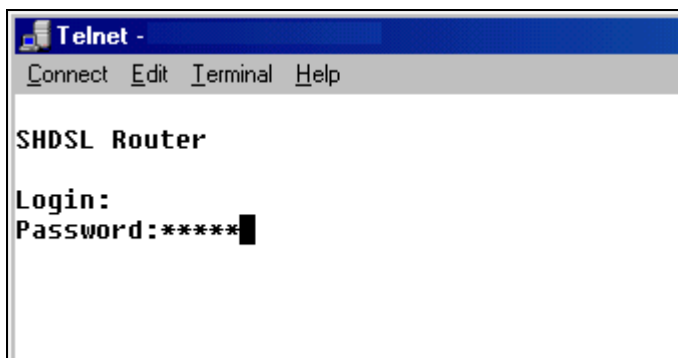 Telnet -
Connect Edit Terminal Help
SHDSL Router
Login:
Password:*****